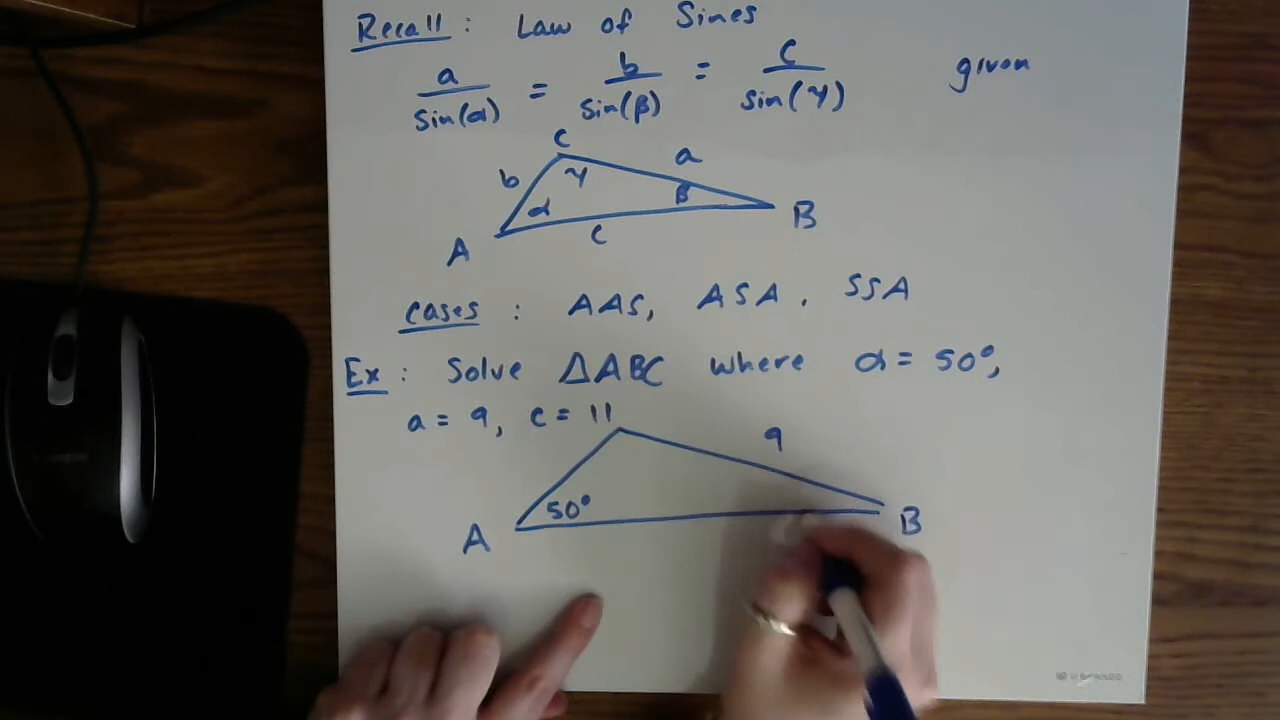 Recall: Law of Sines
a/sin(α) = b/sin(β) = c/sin(γ) given
C
b γ a
α β
A c B
cases: AAS, ASA, SSA
Ex: Solve △ABC where α = 50°,
a = 9, c = 11
9
50°
A B